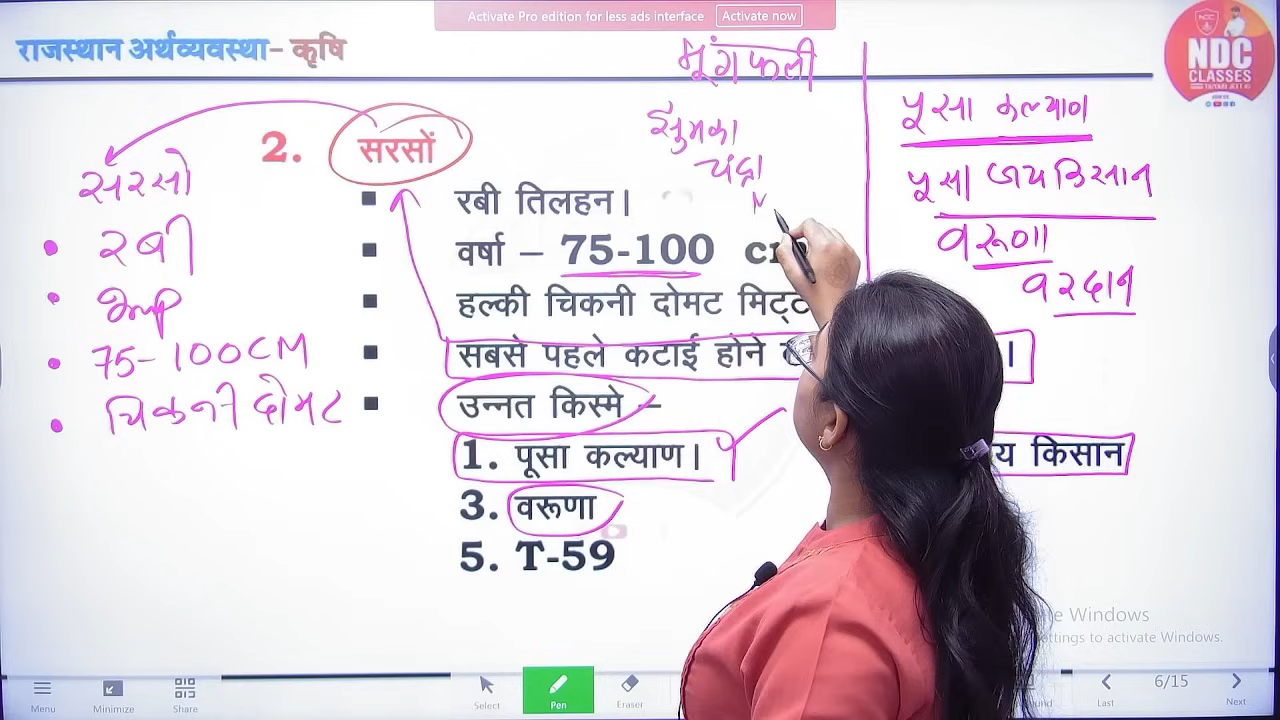 Activate Pro edition for less ads interface Activate now
राजस्थान अर्थव्यवस्था- कृषि
NDC
CLASSES
मूंगफली
झुमका
चंद्रा
पूसा कल्याण
पूसा जय किसान
वरूणा
वरदान
2. सरसों
सरसो
रबी
75-100CM
चिकनी दोमट
रबी तिलहन।
वर्षा – 75-100
हल्की चिकनी दोमट
सबसे पहले कटाई होने
उन्नत किस्मे –
1. पूसा कल्याण।
य किसान
3. वरूणा
5. T-59
Windows
ettings to activate Windows.
Menu
Minimize
Share
Select
Pen
Eraser
Last
6/15
Next